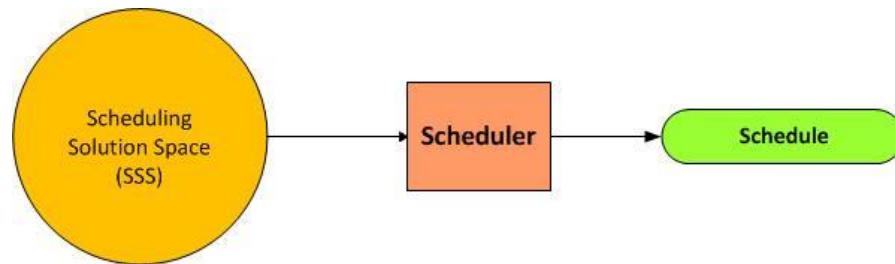 Scheduling
Solution Space
(SSS)
Scheduler
Schedule